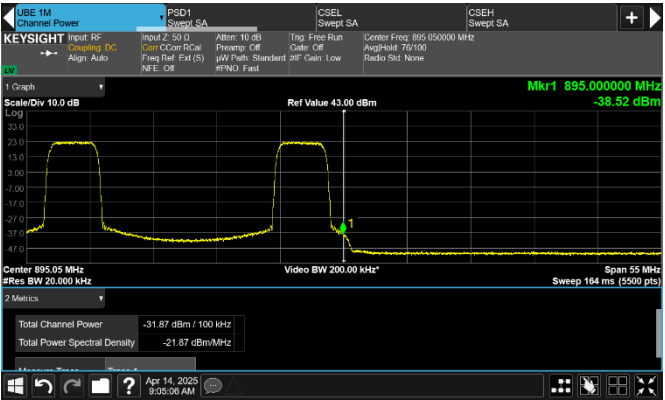 UBE 1M
Channel Power
PSD1
Swept SA
CSEL
Swept SA
CSEH
Swept SA
+
KEYSIGHT
Input: RF
Coupling: DC
Align: Auto
Input Z: 50 Ω
Corr CCorr RCal
Freq Ref: Ext (S)
NFE: Off
Atten: 10 dB
Preamp: Off
µW Path: Standard
#PNO: Fast
Trig: Free Run
Gate: Off
#IF Gain: Low
Center Freq: 895.050000 MHz
Avg|Hold: 76/100
Radio Std: None
1 Graph
Mkr1 895.000000 MHz
-38.52 dBm
Scale/Div 10.0 dB
Ref Value 43.00 dBm
Log
33.0
23.0
13.0
3.00
-7.00
-17.0
-27.0
-37.0
-47.0
1
Center 895.05 MHz
Video BW 200.00 kHz*
Span 55 MHz
#Res BW 20.000 kHz
Sweep 164 ms (5500 pts)
2 Metrics
Total Channel Power
-31.87 dBm / 100 kHz
Total Power Spectral Density
-21.87 dBm/MHz
?
Apr 14, 2025
9:05:06 AM